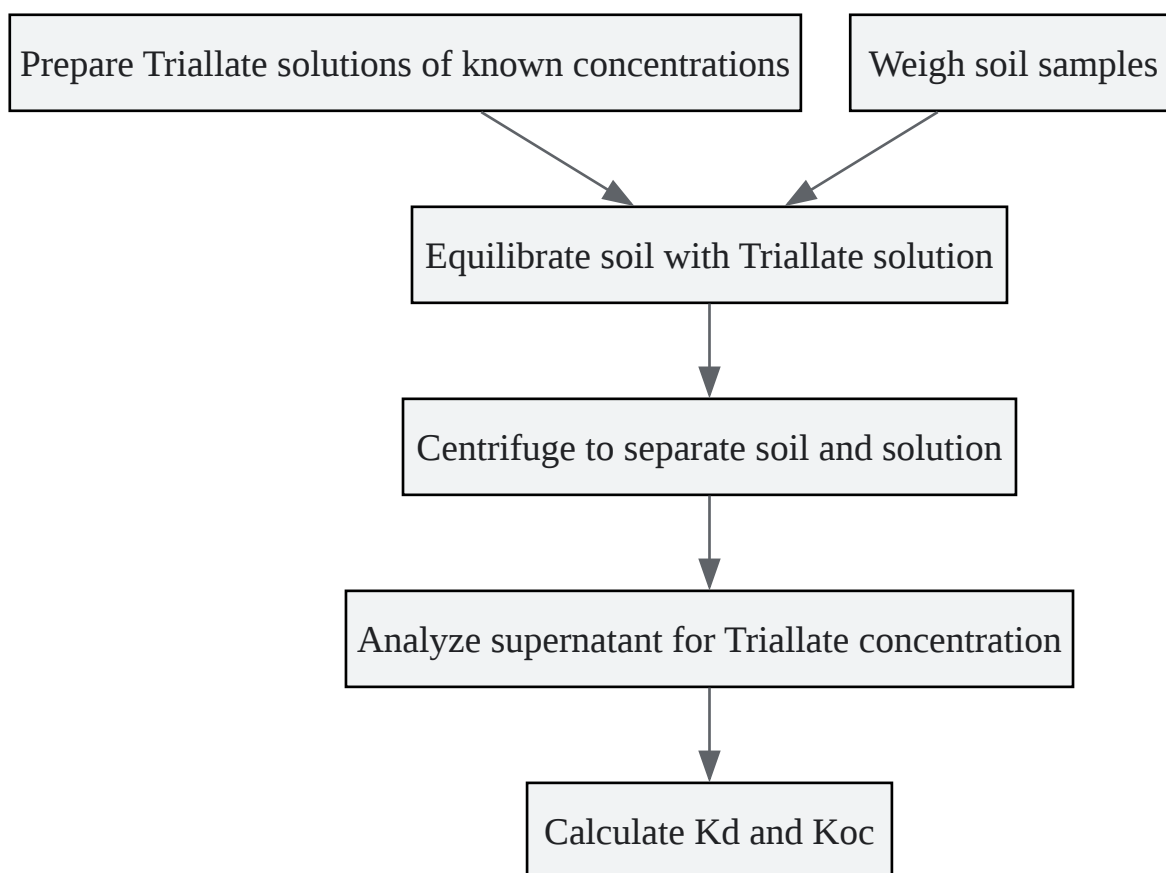 Prepare Triallate solutions of known concentrations
Weigh soil samples
Equilibrate soil with Triallate solution
Centrifuge to separate soil and solution
Analyze supernatant for Triallate concentration
Calculate Kd and Koc